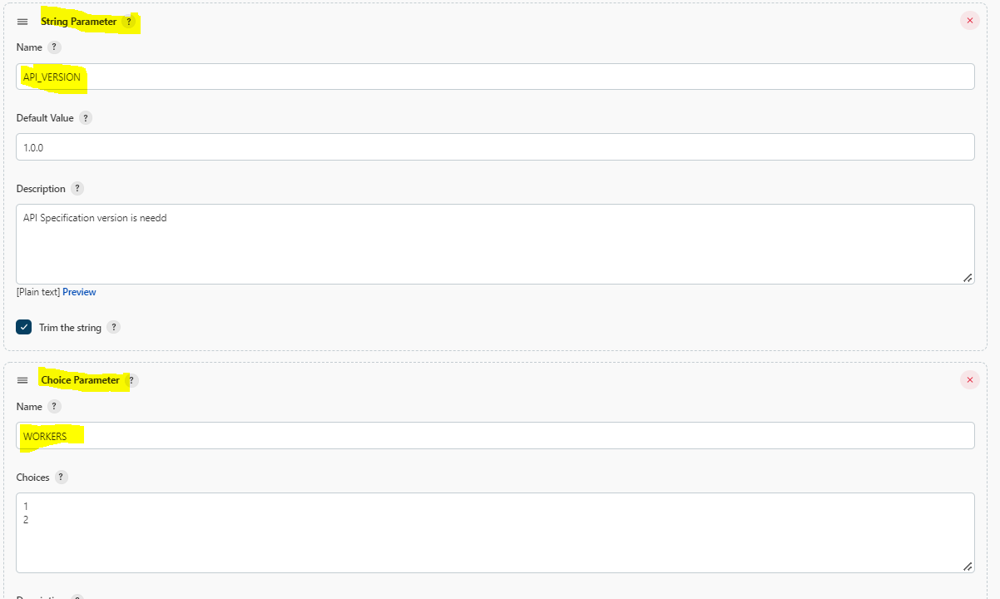 String Parameter ?
Name ?
API_VERSION
Default Value ?
1.0.0
Description ?
API Specification version is needd
[Plain text] Preview
Trim the string ?
Choice Parameter ?
Name ?
WORKERS
Choices ?
1
2
Description ?